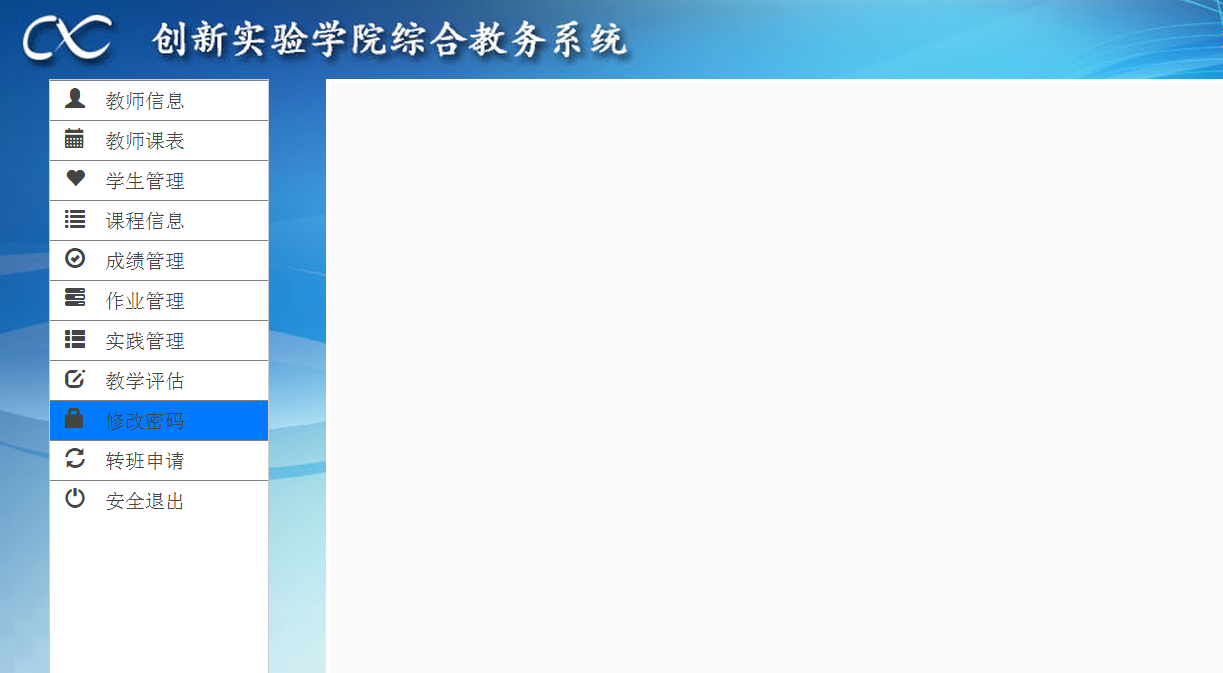 CX 创新实验学院综合教务系统
教师信息
教师课表
学生管理
课程信息
成绩管理
作业管理
实践管理
教学评估
修改密码
转班申请
安全退出